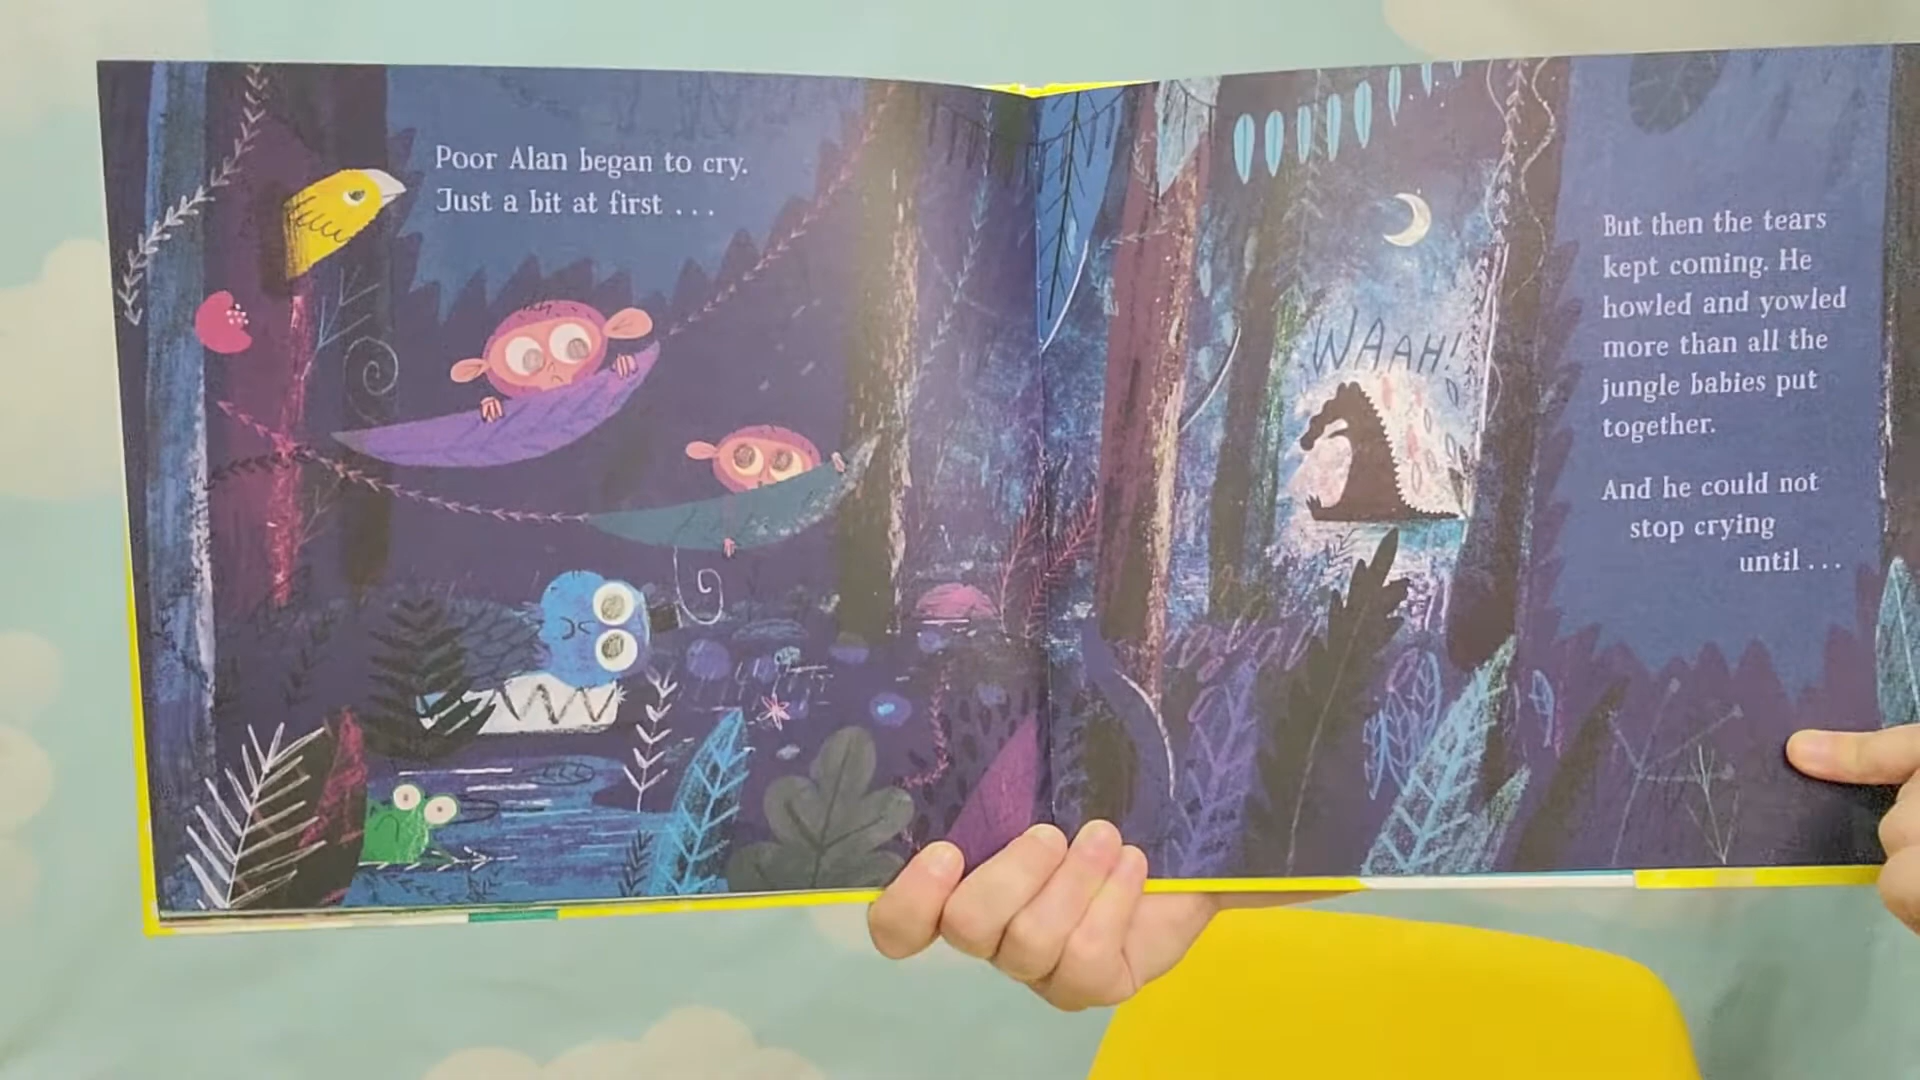 Poor Alan began to cry.
Just a bit at first . . .
WAAH!
But then the tears
kept coming. He
howled and yowled
more than all the
jungle babies put
together.
And he could not
stop crying
until . . .